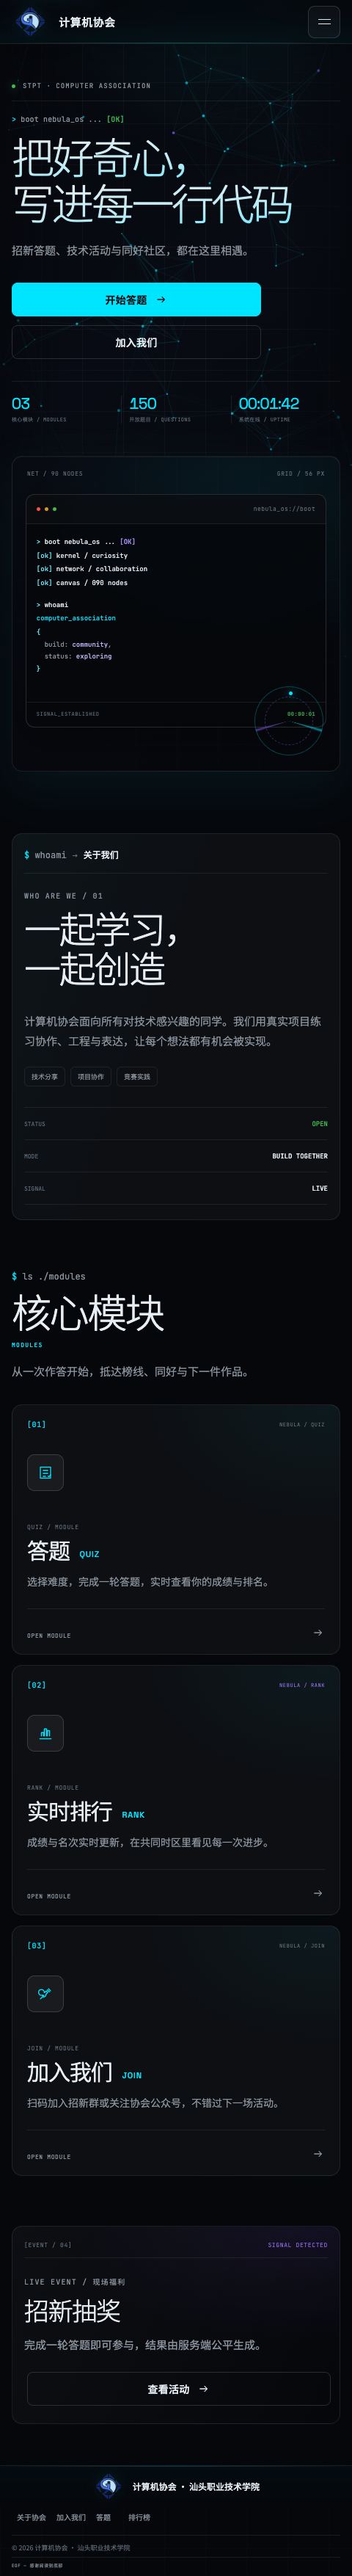 计算机协会
STPT · COMPUTER ASSOCIATION
> boot nebula_os ... [OK]
把好奇心，
写进每一行代码
招新答题、技术活动与同好社区，都在这里相遇。
开始答题 →
加入我们
03
核心模块 / MODULES
150
开放题目 / QUESTIONS
00:01:42
系统在线 / UPTIME
NET / 90 NODES
GRID / 56 PX
nebula_os://boot
> boot nebula_os ... [OK]
[ok] kernel / curiosity
[ok] network / collaboration
[ok] canvas / 090 nodes
> whoami
computer_association
{
build: community,
status: exploring
}
SIGNAL_ESTABLISHED
00:00:01
$ whoami → 关于我们
WHO ARE WE / 01
一起学习，
一起创造
计算机协会面向所有对技术感兴趣的同学。我们用真实项目练
习协作、工程与表达，让每个想法都有机会被实现。
技术分享
项目协作
竞赛实践
STATUS
OPEN
MODE
BUILD TOGETHER
SIGNAL
LIVE
$ ls ./modules
核心模块
MODULES
从一次作答开始，抵达榜线、同好与下一件作品。
[01]
NEBULA / QUIZ
QUIZ / MODULE
答题 QUIZ
选择难度，完成一轮答题，实时查看你的成绩与排名。
OPEN MODULE →
[02]
NEBULA / RANK
RANK / MODULE
实时排行 RANK
成绩与名次实时更新，在共同时区里看见每一次进步。
OPEN MODULE →
[03]
NEBULA / JOIN
JOIN / MODULE
加入我们 JOIN
扫码加入招新群或关注协会公众号，不错过下一场活动。
OPEN MODULE →
[EVENT / 04]
SIGNAL DETECTED
LIVE EVENT / 现场福利
招新抽奖
完成一轮答题即可参与，结果由服务端公平生成。
查看活动 →
计算机协会 · 汕头职业技术学院
关于协会 加入我们 答题 排行榜
© 2026 计算机协会 · 汕头职业技术学院